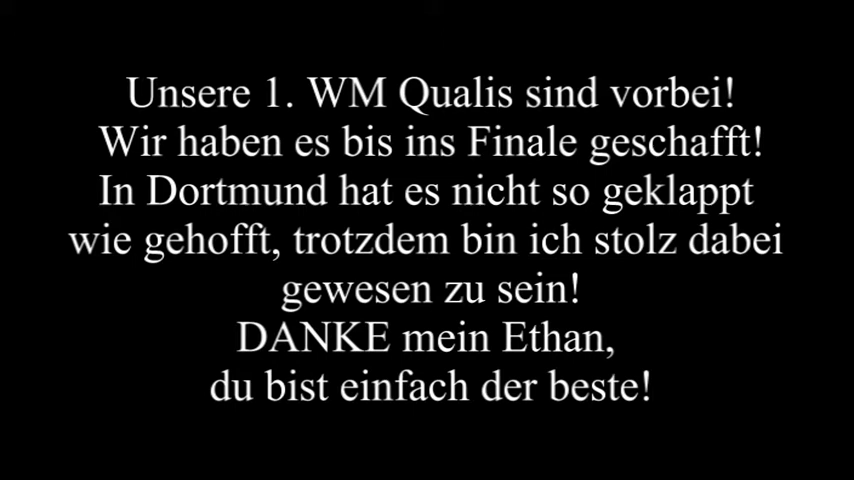 Unsere 1. WM Qualis sind vorbei!
Wir haben es bis ins Finale geschafft!
In Dortmund hat es nicht so geklappt
wie gehofft, trotzdem bin ich stolz dabei
gewesen zu sein!
DANKE mein Ethan,
du bist einfach der beste!